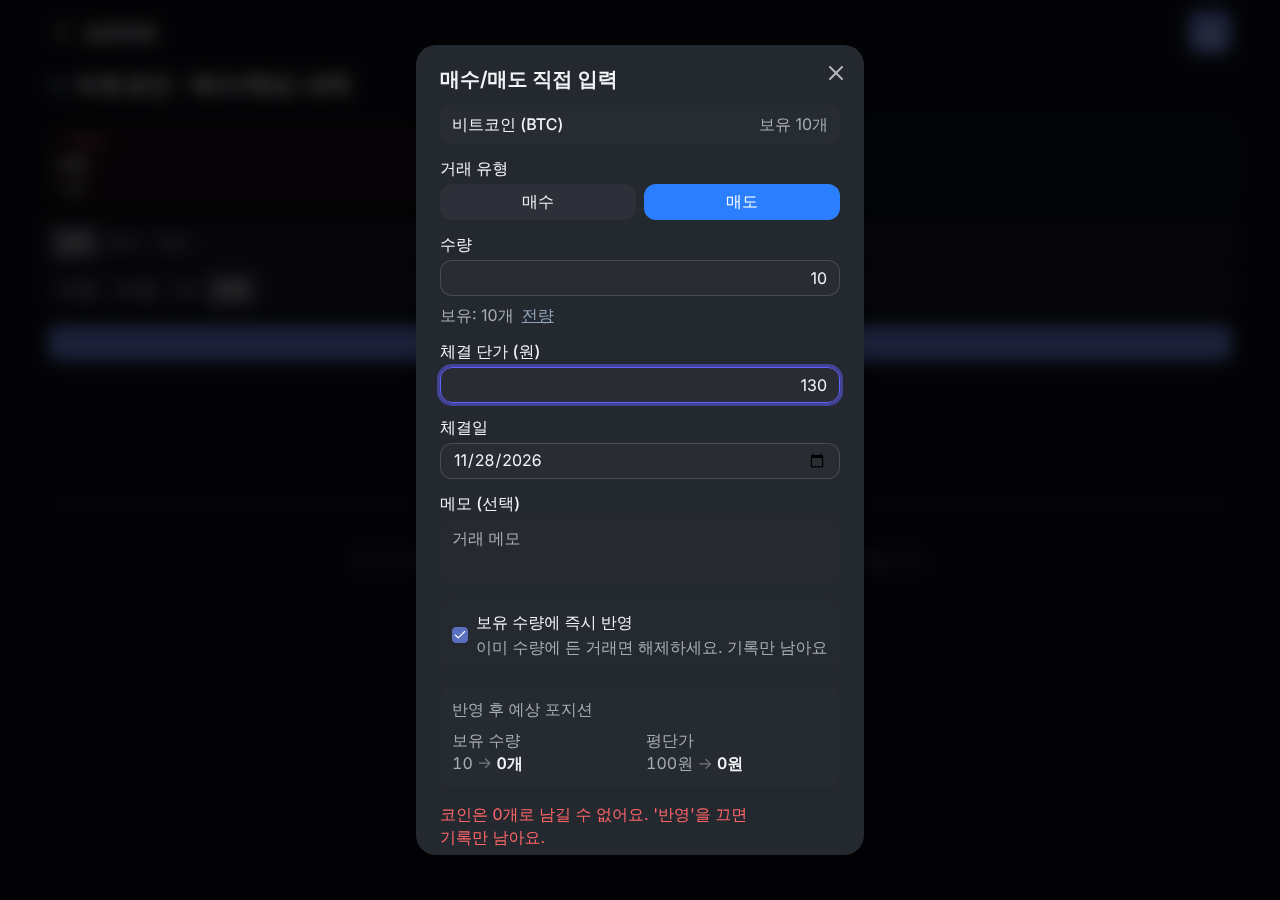 매수/매도 직접 입력
비트코인 (BTC) 보유 10개
거래 유형
매수 매도
수량
10
보유: 10개 전량
체결 단가 (원)
130
체결일
11/28/2026
메모 (선택)
거래 메모
보유 수량에 즉시 반영
이미 수량에 든 거래면 해제하세요. 기록만 남아요
반영 후 예상 포지션
보유 수량 평단가
10 → 0개 100원 → 0원
코인은 0개로 남길 수 없어요. '반영'을 끄면
기록만 남아요.